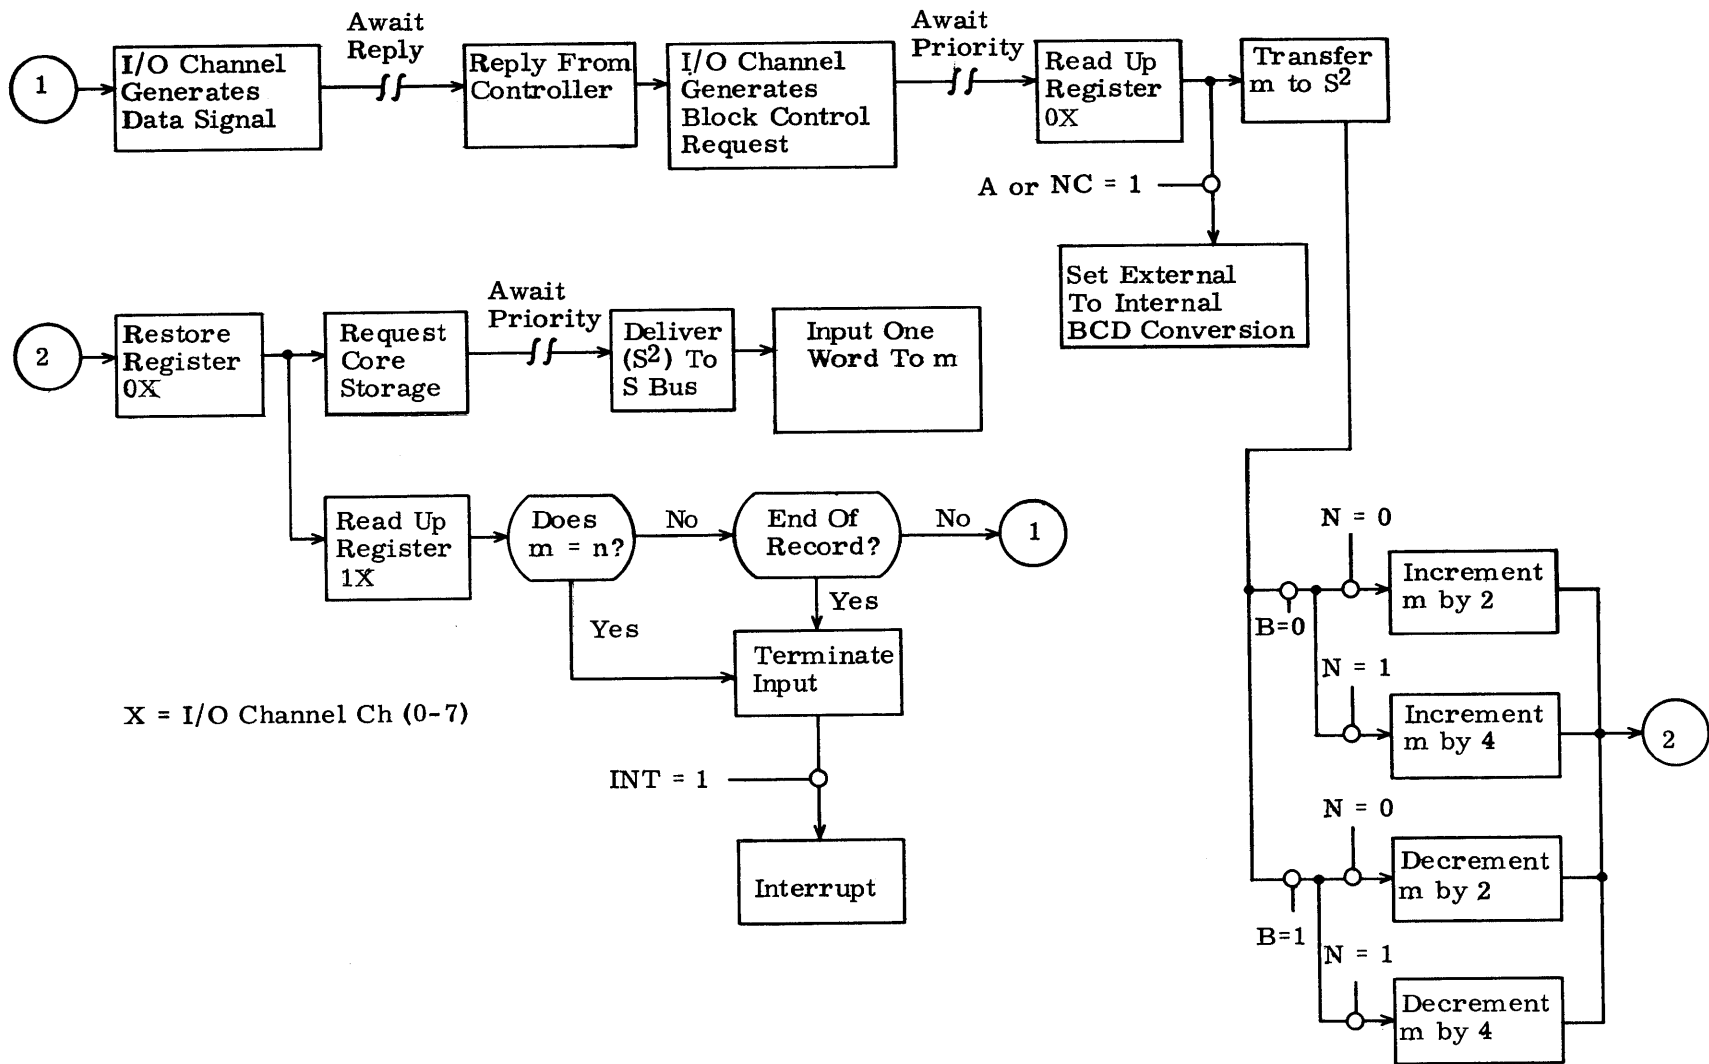 1
I/O Channel
Generates
Data Signal
Await
Reply
Reply From
Controller
I/O Channel
Generates
Block Control
Request
Await
Priority
Read Up
Register
0X
Transfer
m to S²
A or NC = 1
Set External
To Internal
BCD Conversion
2
Restore
Register
0X
Request
Core
Storage
Await
Priority
Deliver
(S²) To
S Bus
Input One
Word To m
Read Up
Register
1X
Does
m = n?
No
End Of
Record?
No
1
Yes
Yes
Terminate
Input
X = I/O Channel Ch (0-7)
INT = 1
Interrupt
B=0
N = 0
Increment
m by 2
N = 1
Increment
m by 4
2
B=1
N = 0
Decrement
m by 2
N = 1
Decrement
m by 4